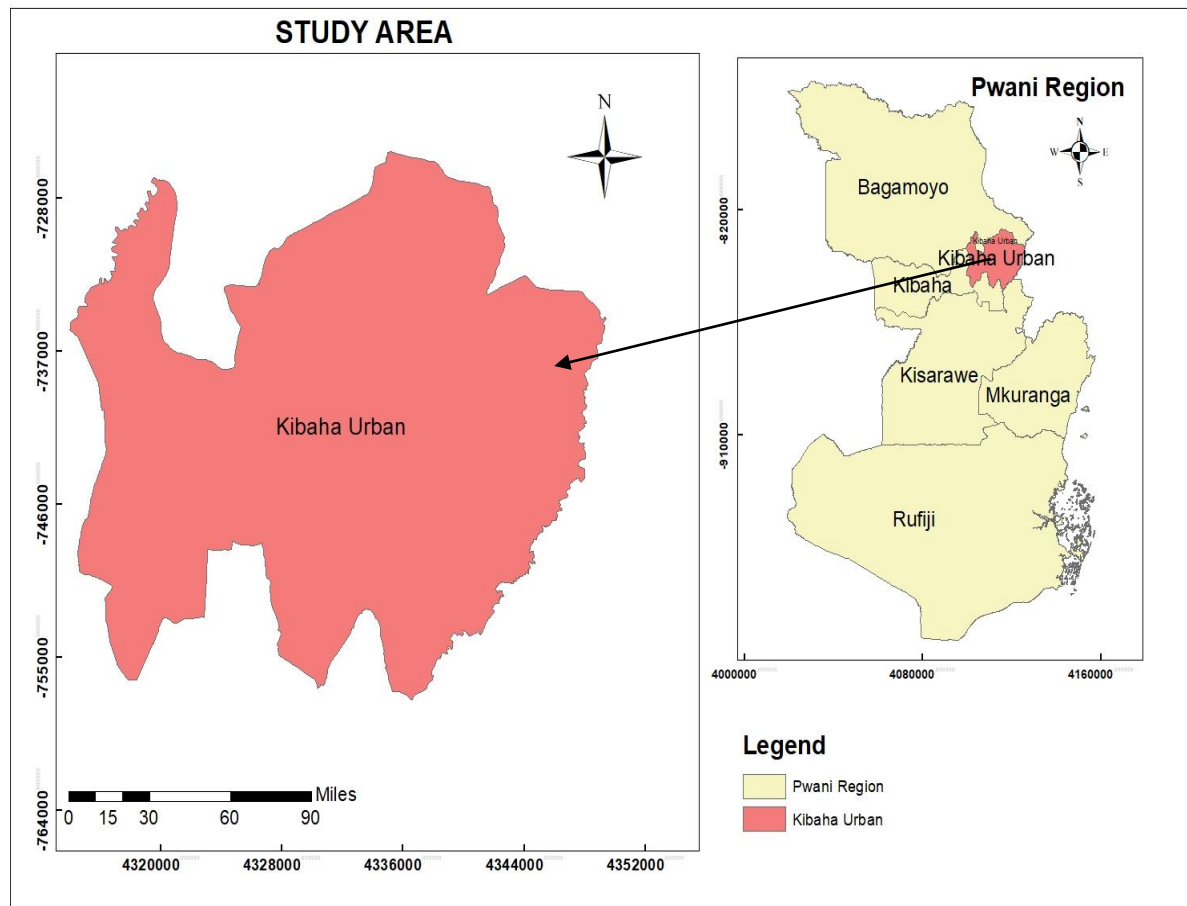 STUDY AREA
N
Kibaha Urban
-728000
-737000
-746000
-755000
-764000
4320000
4328000
4336000
4344000
4352000
Miles
0 15 30 60 90
Pwani Region
N
W E
S
Bagamoyo
Kibaha Urban
Kibaha Urban
Kibaha
Kisarawe
Mkuranga
Rufiji
-820000
-910000
4000000
4080000
4160000
Legend
Pwani Region
Kibaha Urban